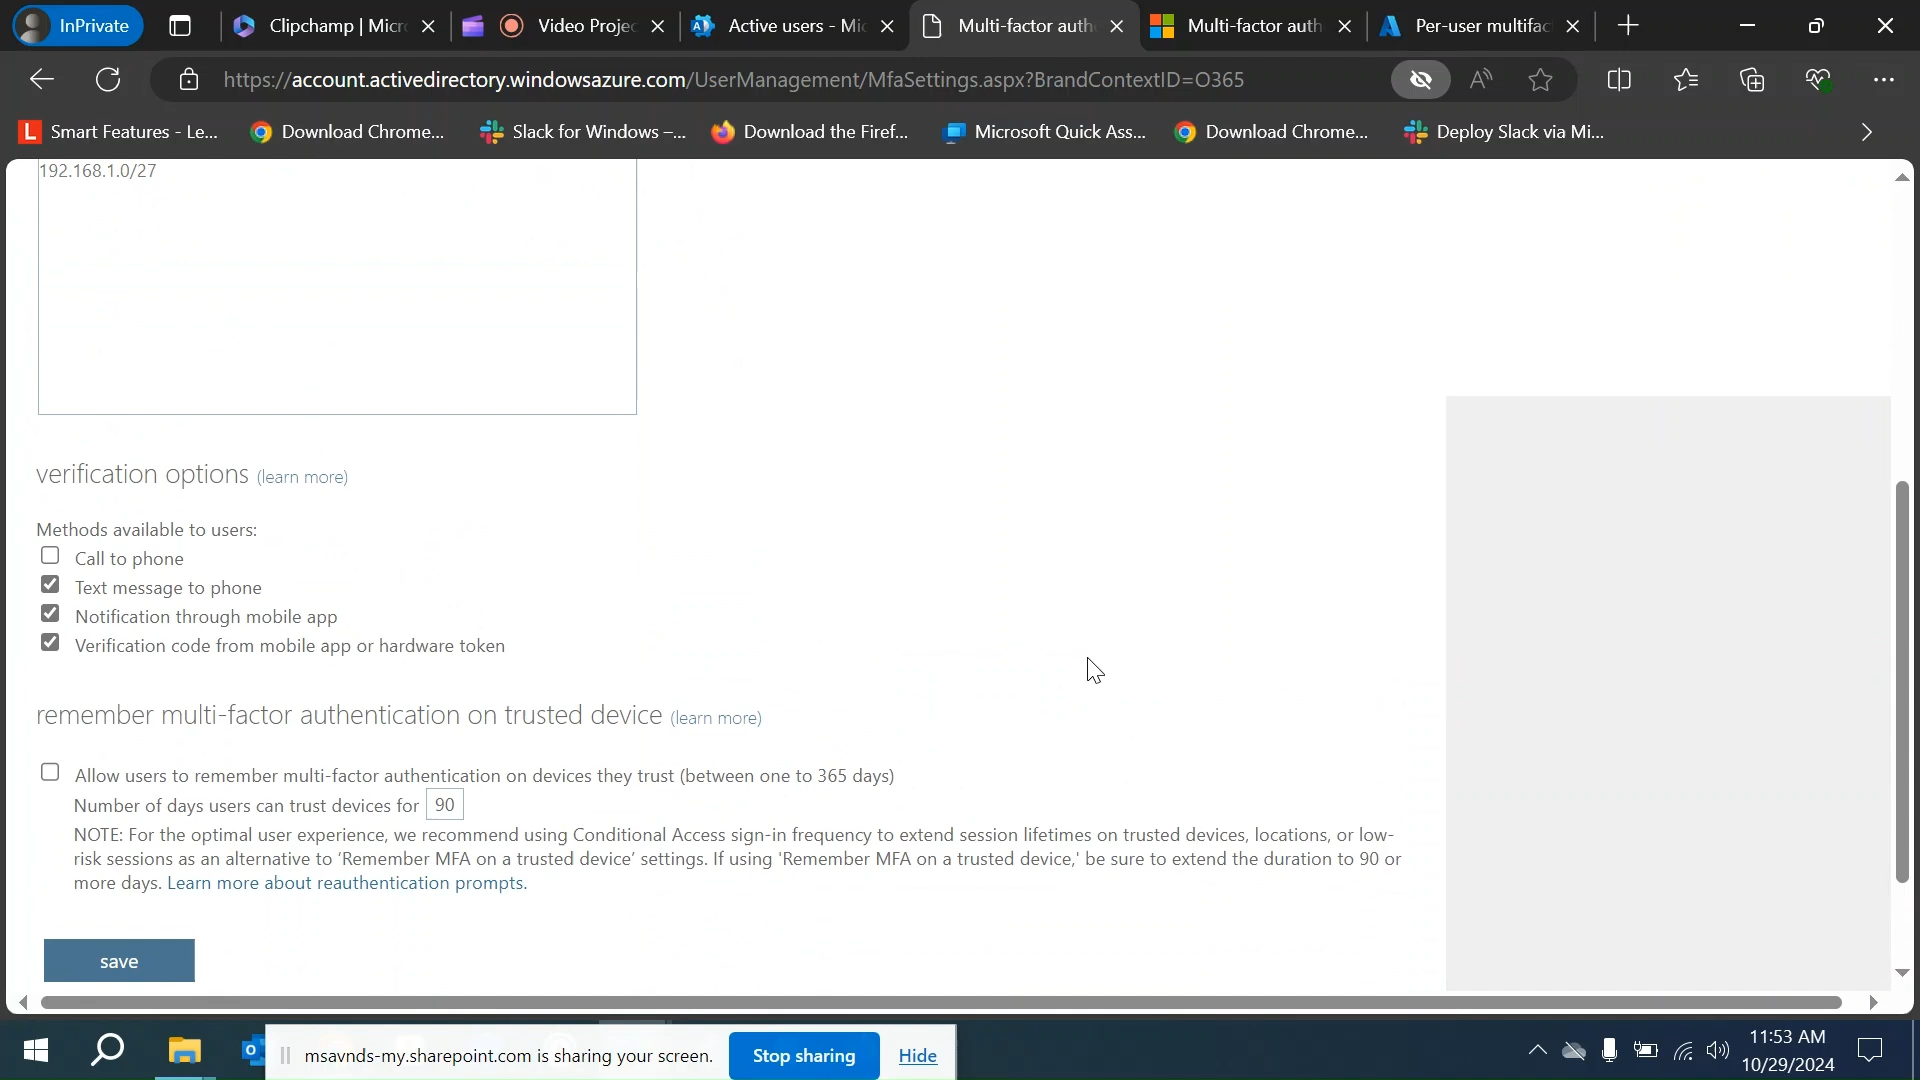 InPrivate
Clipchamp | Micr
Video Projec
Active users - Mic
Multi-factor auth
Multi-factor auth
Per-user multifac
https://account.activedirectory.windowsazure.com/UserManagement/MfaSettings.aspx?BrandContextID=O365
Smart Features - Le...
Download Chrome...
Slack for Windows –...
Download the Firef...
Microsoft Quick Ass...
Download Chrome...
Deploy Slack via Mi...
192.168.1.0/27
verification options (learn more)
Methods available to users:
Call to phone
Text message to phone
Notification through mobile app
Verification code from mobile app or hardware token
remember multi-factor authentication on trusted device (learn more)
Allow users to remember multi-factor authentication on devices they trust (between one to 365 days)
Number of days users can trust devices for 90
NOTE: For the optimal user experience, we recommend using Conditional Access sign-in frequency to extend session lifetimes on trusted devices, locations, or low-
risk sessions as an alternative to 'Remember MFA on a trusted device' settings. If using 'Remember MFA on a trusted device,' be sure to extend the duration to 90 or
more days. Learn more about reauthentication prompts.
save
msavnds-my.sharepoint.com is sharing your screen.
Stop sharing
Hide
11:53 AM
10/29/2024